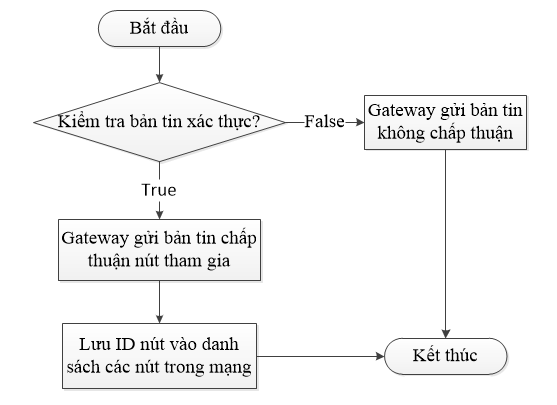 Bắt đầu
Kiểm tra bản tin xác thực?
False
Gateway gửi bản tin
không chấp thuận
True
Gateway gửi bản tin chấp
thuận nút tham gia
Lưu ID nút vào danh
sách các nút trong mạng
Kết thúc